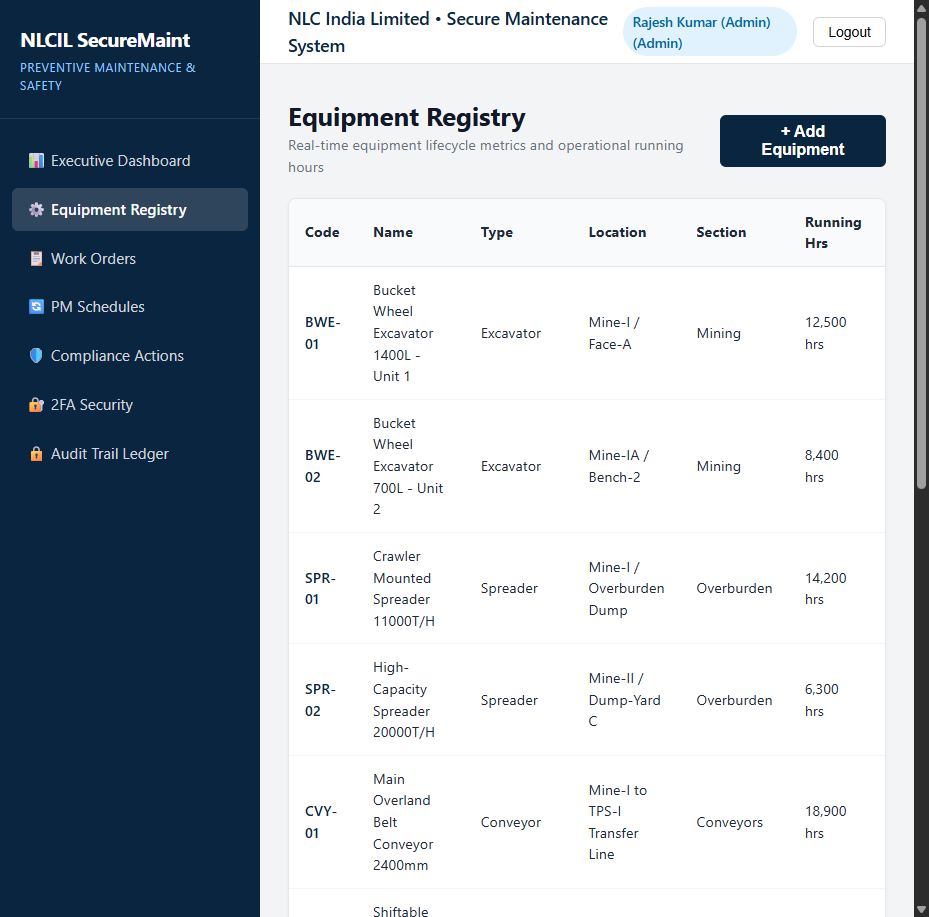 NLCIL SecureMaint
PREVENTIVE MAINTENANCE &
SAFETY
Executive Dashboard
Equipment Registry
Work Orders
PM Schedules
Compliance Actions
2FA Security
Audit Trail Ledger
NLC India Limited • Secure Maintenance
System
Rajesh Kumar (Admin)
(Admin)
Logout
Equipment Registry
Real-time equipment lifecycle metrics and operational running
hours
+ Add
Equipment
Code
Name
Type
Location
Section
Running
Hrs
BWE-
01
Bucket
Wheel
Excavator
1400L -
Unit 1
Excavator
Mine-I /
Face-A
Mining
12,500
hrs
BWE-
02
Bucket
Wheel
Excavator
700L - Unit
2
Excavator
Mine-IA /
Bench-2
Mining
8,400
hrs
SPR-
01
Crawler
Mounted
Spreader
11000T/H
Spreader
Mine-I /
Overburden
Dump
Overburden
14,200
hrs
SPR-
02
High-
Capacity
Spreader
20000T/H
Spreader
Mine-II /
Dump-Yard
C
Overburden
6,300
hrs
CVY-
01
Main
Overland
Belt
Conveyor
2400mm
Conveyor
Mine-I to
TPS-I
Transfer
Line
Conveyors
18,900
hrs
Shiftable